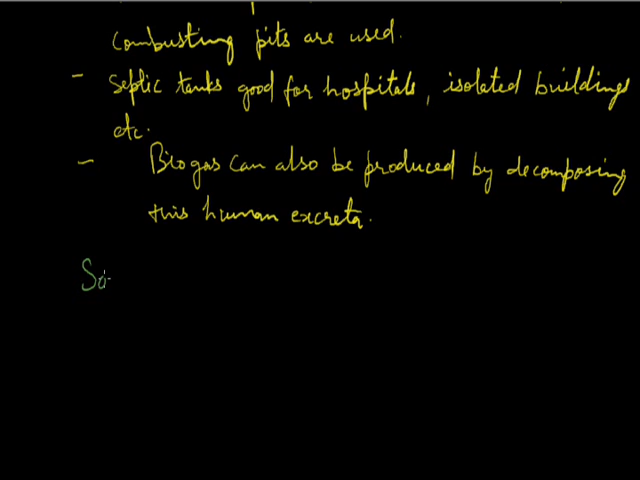 combusting pits are used.
- Septic tanks good for hospitals, isolated buildings
etc.
- Biogas can also be produced by decomposing
this human excreta.
Sa